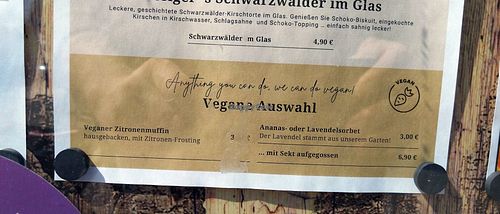 s Schwarzwälder im Glas
Leckere, geschichtete Schwarzwälder-Kirschtorte im Glas. Genießen Sie Schoko-Biskuit, eingekochte
Kirschen in Kirschwasser, Schlagsahne und Schoko-Topping ... einfach sahnig lecker!
Schwarzwälder im Glas 4,90 €
Anything you can do, we can do vegan!
VEGAN
Vegane Auswahl
Veganer Zitronenmuffin
hausgebacken, mit Zitronen-Frosting 3 €
Ananas- oder Lavendelsorbet
Der Lavendel stammt aus unserem Garten! 3,00 €
... mit Sekt aufgegossen 6,90 €